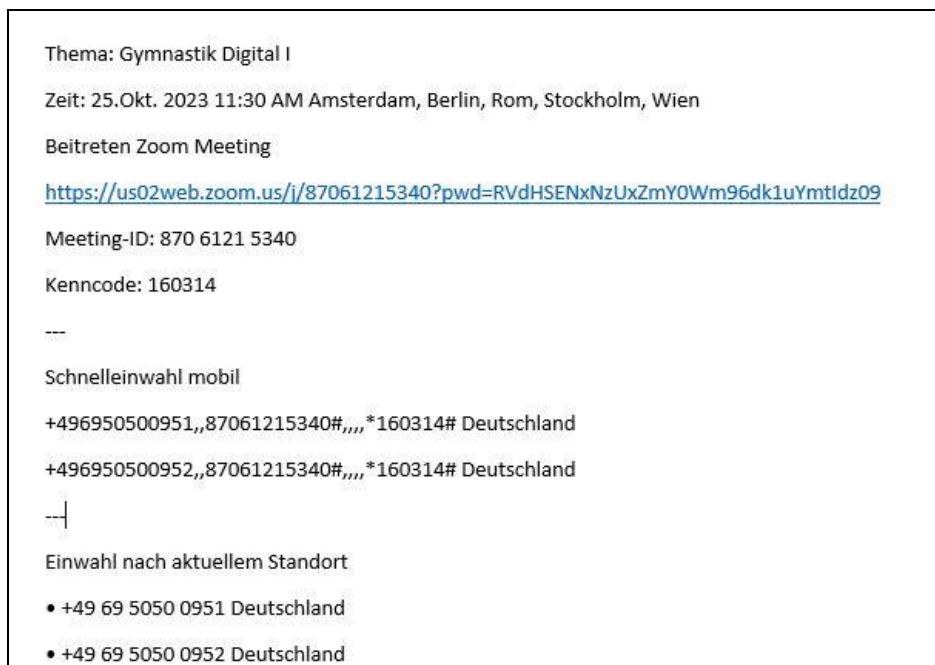 Thema: Gymnastik Digital I
Zeit: 25.Okt. 2023 11:30 AM Amsterdam, Berlin, Rom, Stockholm, Wien
Beitreten Zoom Meeting
https://us02web.zoom.us/j/87061215340?pwd=RVdHSENxNzUxZmY0Wm96dk1uYmtIdz09
Meeting-ID: 870 6121 5340
Kenncode: 160314
---
Schnelleinwahl mobil
+496950500951,,87061215340#,,,,*160314# Deutschland
+496950500952,,87061215340#,,,,*160314# Deutschland
---
Einwahl nach aktuellem Standort
• +49 69 5050 0951 Deutschland
• +49 69 5050 0952 Deutschland